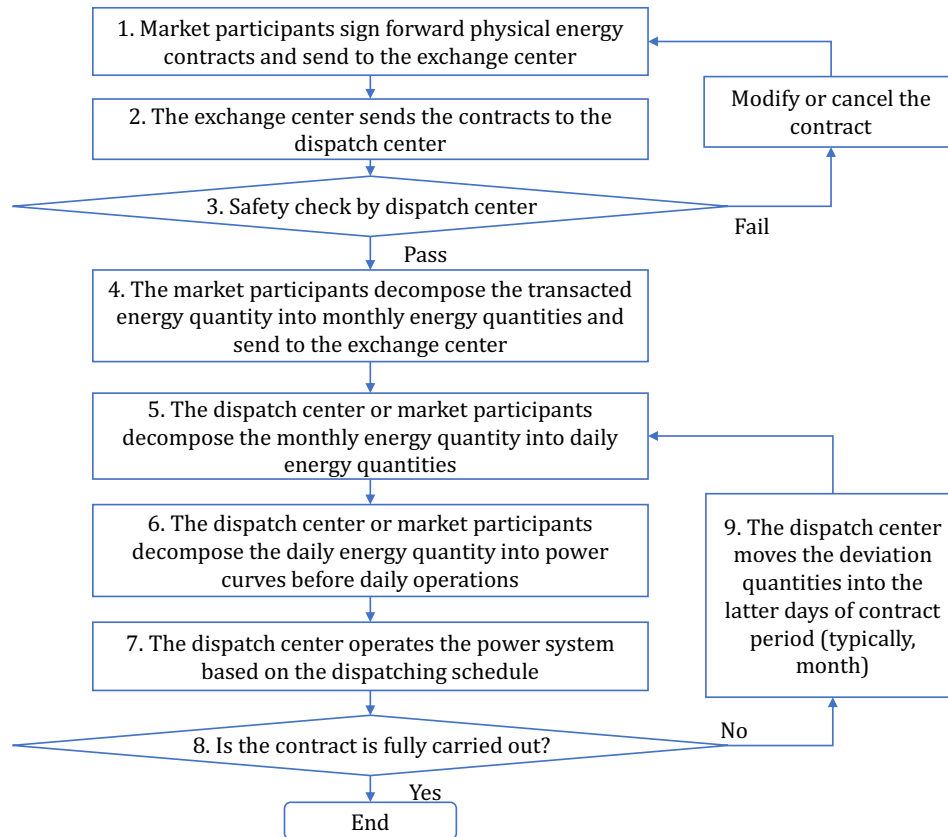 1. Market participants sign forward physical energy
contracts and send to the exchange center
Modify or cancel the
contract
2. The exchange center sends the contracts to the
dispatch center
3. Safety check by dispatch center
Fail
Pass
4. The market participants decompose the transacted
energy quantity into monthly energy quantities and
send to the exchange center
5. The dispatch center or market participants
decompose the monthly energy quantity into daily
energy quantities
6. The dispatch center or market participants
decompose the daily energy quantity into power
curves before daily operations
9. The dispatch center
moves the deviation
quantities into the
latter days of contract
period (typically,
month)
7. The dispatch center operates the power system
based on the dispatching schedule
8. Is the contract is fully carried out?
No
Yes
End